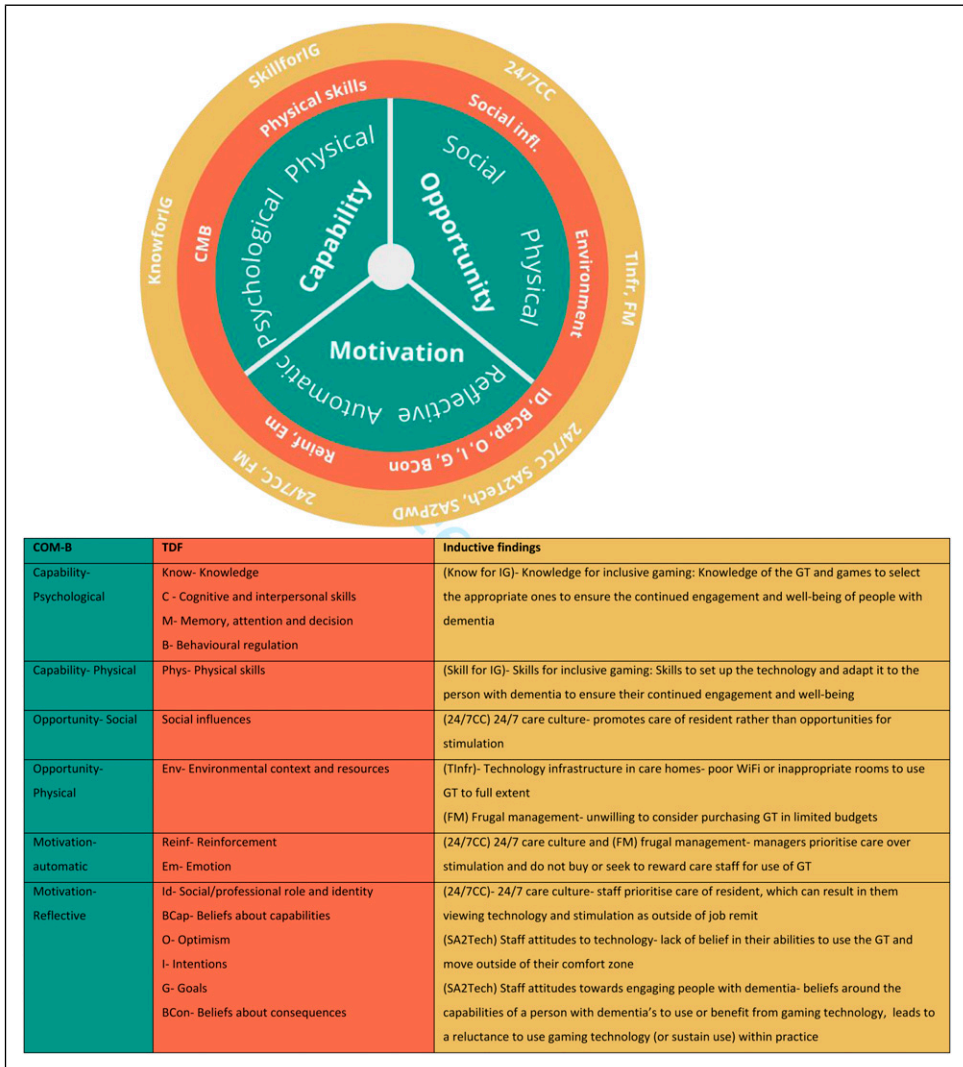 SkillforIG
24/7CC
Physical skills
Social infl.
Physical
Social
Psychological
Capability
Opportunity
KnowforIG
CMB
Physical
Environment
TInfr, FM
Motivation
Automatic
Reflective
Reinf, Em
ID, BCap, O, I, G, BCon
24/7CC, FM
24/7CC SA2Tech, SA2PwD
COM-B TDF Inductive findings
Capability-
Psychological
Know- Knowledge
C - Cognitive and interpersonal skills
M- Memory, attention and decision
B- Behavioural regulation
(Know for IG)- Knowledge for inclusive gaming: Knowledge of the GT and games to select
the appropriate ones to ensure the continued engagement and well-being of people with
dementia
Capability- Physical
Phys- Physical skills
(Skill for IG)- Skills for inclusive gaming: Skills to set up the technology and adapt it to the
person with dementia to ensure their continued engagement and well-being
Opportunity- Social
Social influences
(24/7CC) 24/7 care culture- promotes care of resident rather than opportunities for
stimulation
Opportunity-
Physical
Env- Environmental context and resources
(TInfr)- Technology infrastructure in care homes- poor WiFi or inappropriate rooms to use
GT to full extent
(FM) Frugal management- unwilling to consider purchasing GT in limited budgets
Motivation-
automatic
Reinf- Reinforcement
Em- Emotion
(24/7CC) 24/7 care culture and (FM) frugal management- managers prioritise care over
stimulation and do not buy or seek to reward care staff for use of GT
Motivation-
Reflective
Id- Social/professional role and identity
BCap- Beliefs about capabilities
O- Optimism
I- Intentions
G- Goals
BCon- Beliefs about consequences
(24/7CC)- 24/7 care culture- staff prioritise care of resident, which can result in them
viewing technology and stimulation as outside of job remit
(SA2Tech) Staff attitudes to technology- lack of belief in their abilities to use the GT and
move outside of their comfort zone
(SA2Tech) Staff attitudes towards engaging people with dementia- beliefs around the
capabilities of a person with dementia's to use or benefit from gaming technology, leads to
a reluctance to use gaming technology (or sustain use) within practice